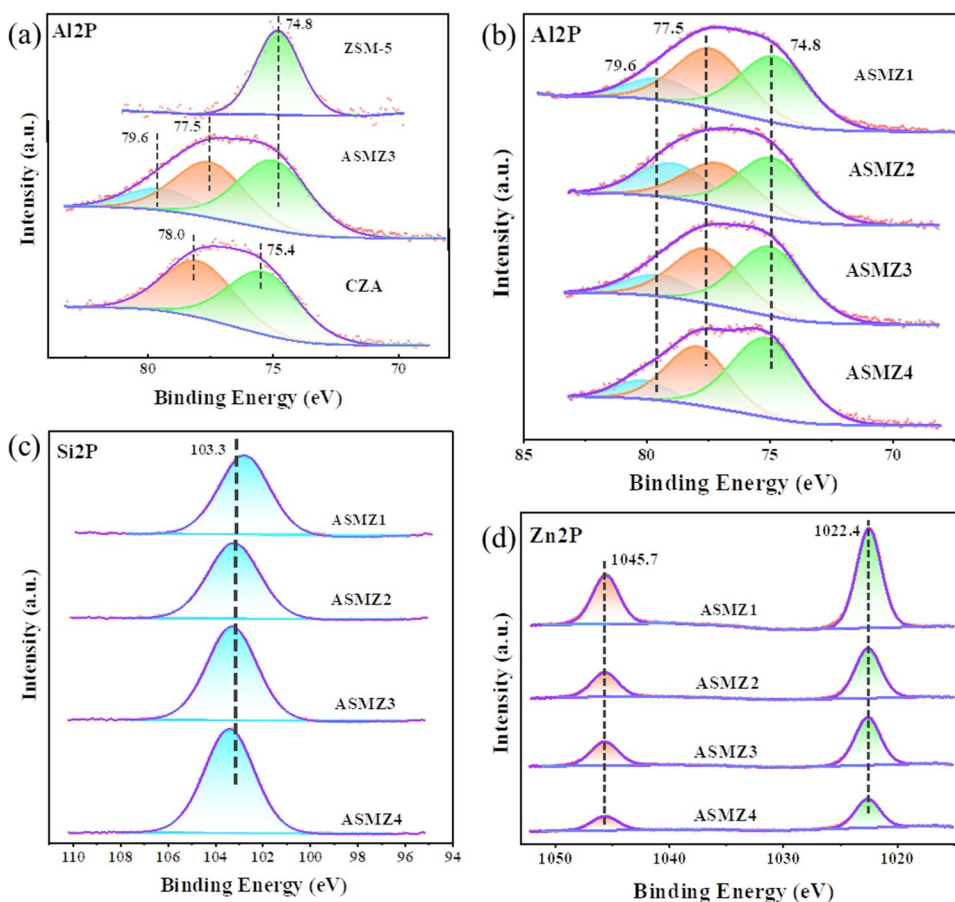 (a) Al2P
74.8
ZSM-5
77.5
79.6
ASMZ3
78.0
75.4
CZA
Intensity (a.u.)
80 75 70
Binding Energy (eV)
(b) Al2P
77.5
79.6
74.8
ASMZ1
ASMZ2
ASMZ3
ASMZ4
Intensity (a.u.)
85 80 75 70
Binding Energy (eV)
(c) Si2P
103.3
ASMZ1
ASMZ2
ASMZ3
ASMZ4
Intensity (a.u.)
110 108 106 104 102 100 98 96 94
Binding Energy (eV)
(d) Zn2P
1022.4
1045.7
ASMZ1
ASMZ2
ASMZ3
ASMZ4
Intensity (a.u.)
1050 1040 1030 1020
Binding Energy (eV)